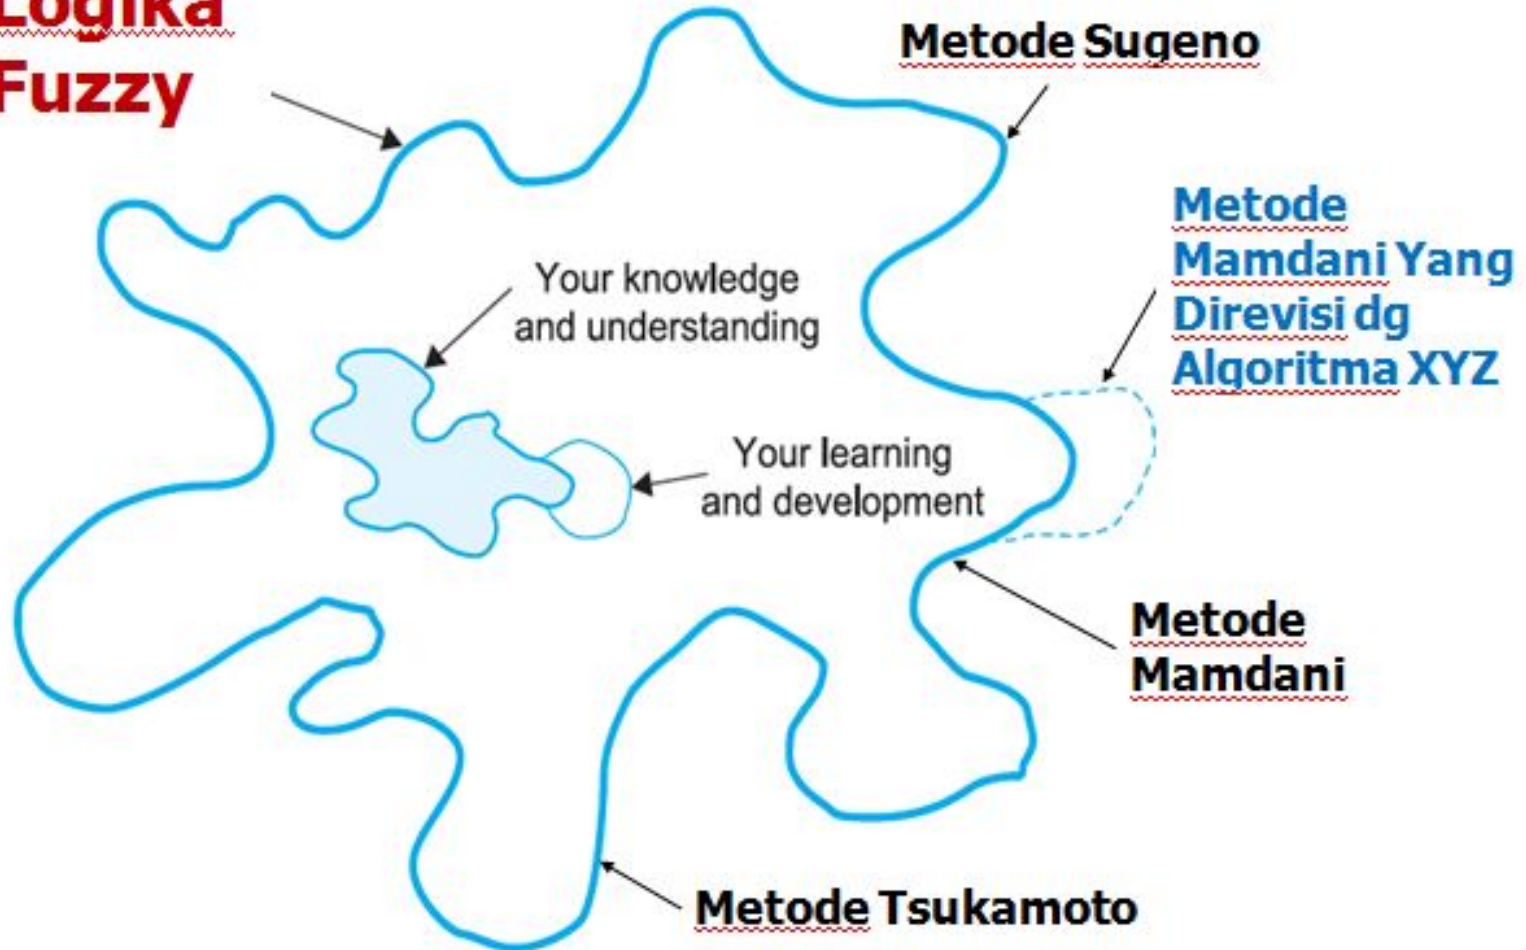 Logika
Fuzzy
Metode Sugeno
Metode
Mamdani Yang
Direvisi dg
Algoritma XYZ
Your knowledge
and understanding
Your learning
and development
Metode
Mamdani
Metode Tsukamoto